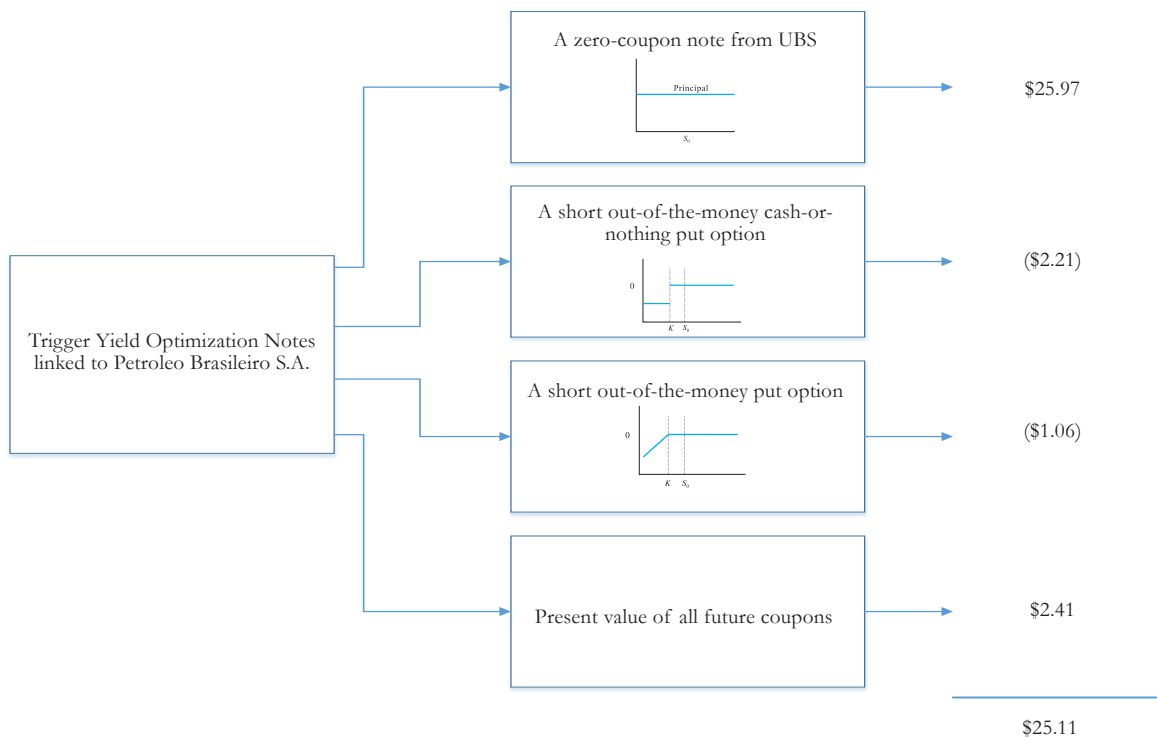 A zero-coupon note from UBS
Principal
S₀
$25.97
A short out-of-the-money cash-or-
nothing put option
0
K S₀
($2.21)
Trigger Yield Optimization Notes
linked to Petroleo Brasileiro S.A.
A short out-of-the-money put option
0
K S₀
($1.06)
Present value of all future coupons
$2.41
$25.11